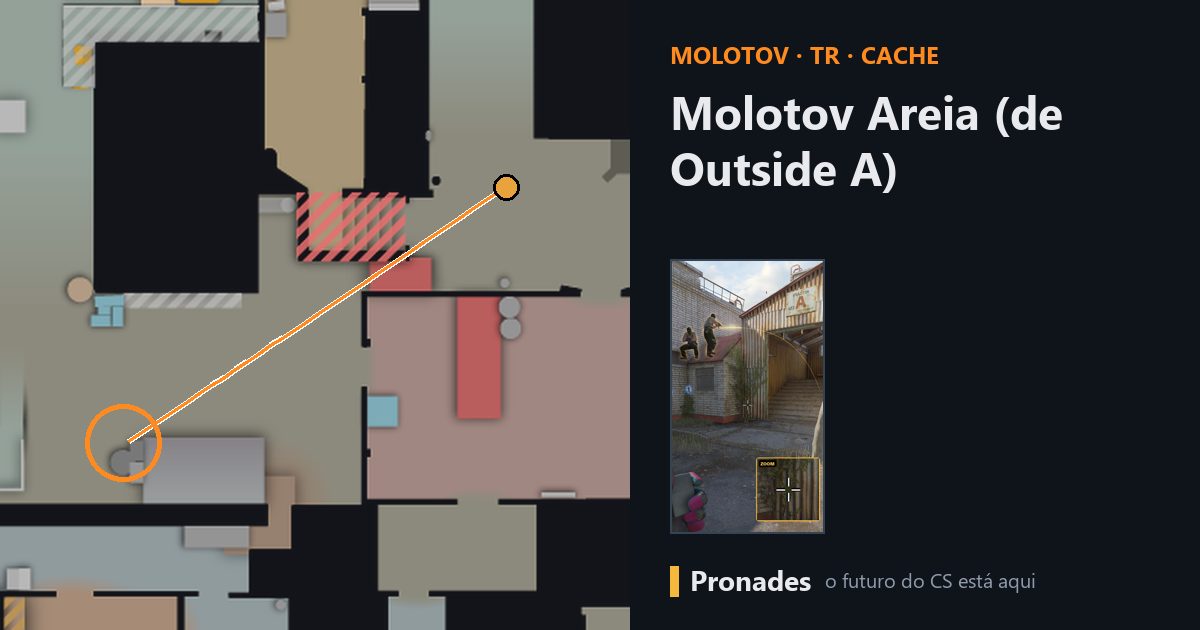 MOLOTOV · TR · CACHE
Molotov Areia (de
Outside A)
A
ZOOM
Pronades o futuro do CS está aqui